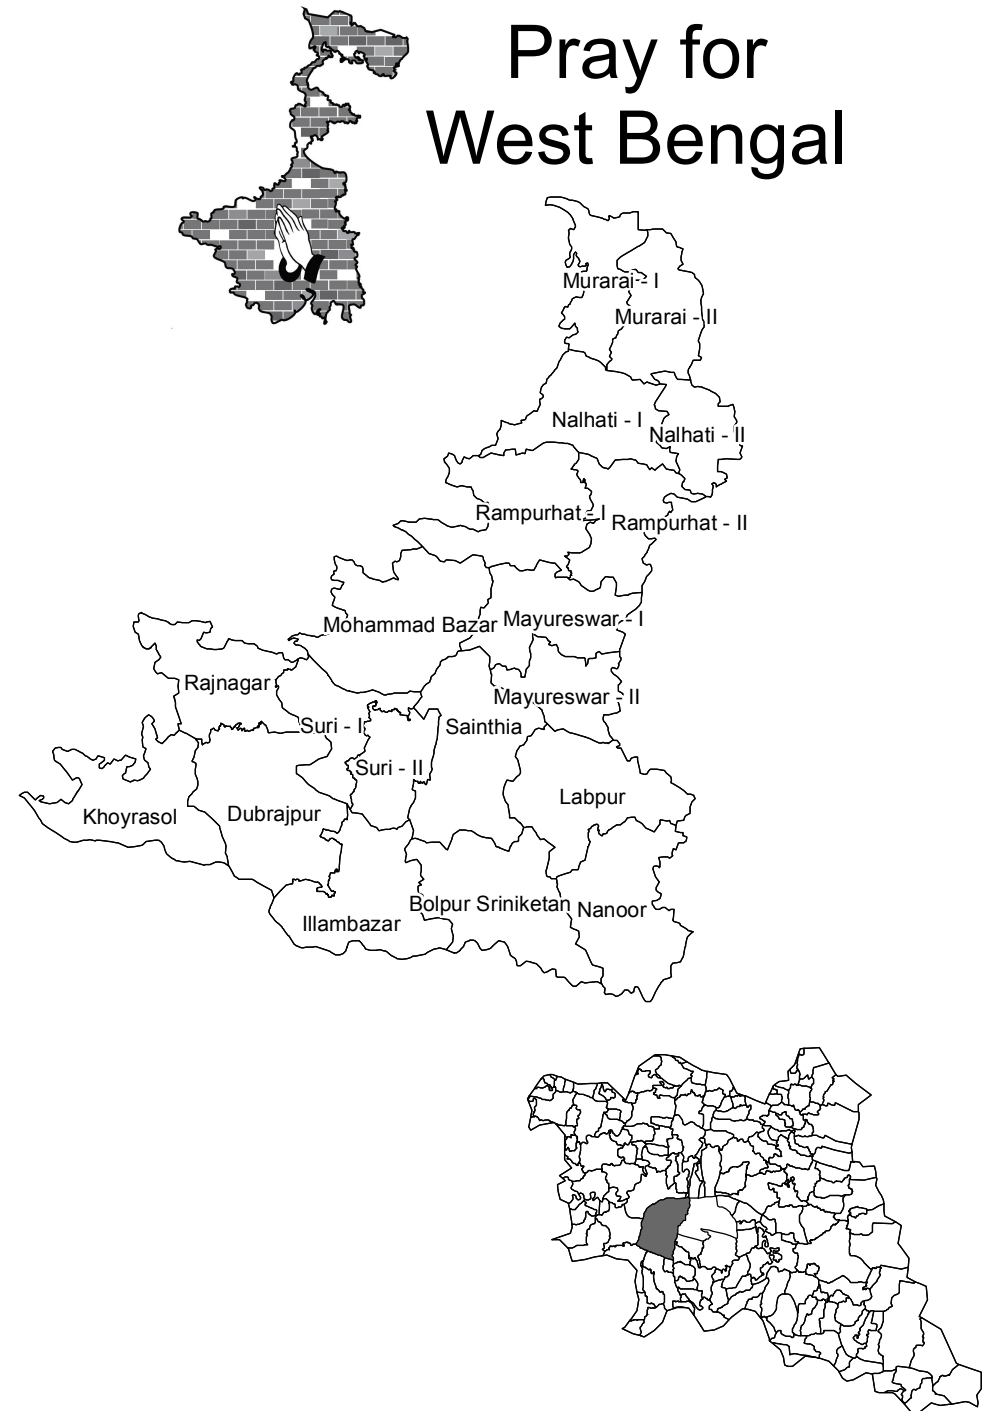 Pray for
West Bengal
Murarai - I
Murarai - II
Nalhati - I
Nalhati - II
Rampurhat - I
Rampurhat - II
Mohammad Bazar
Mayureswar - I
Rajnagar
Mayureswar - II
Suri - I
Sainthia
Suri - II
Labpur
Khoyrasol
Dubrajpur
Bolpur Sriniketan
Nanoor
Illambazar